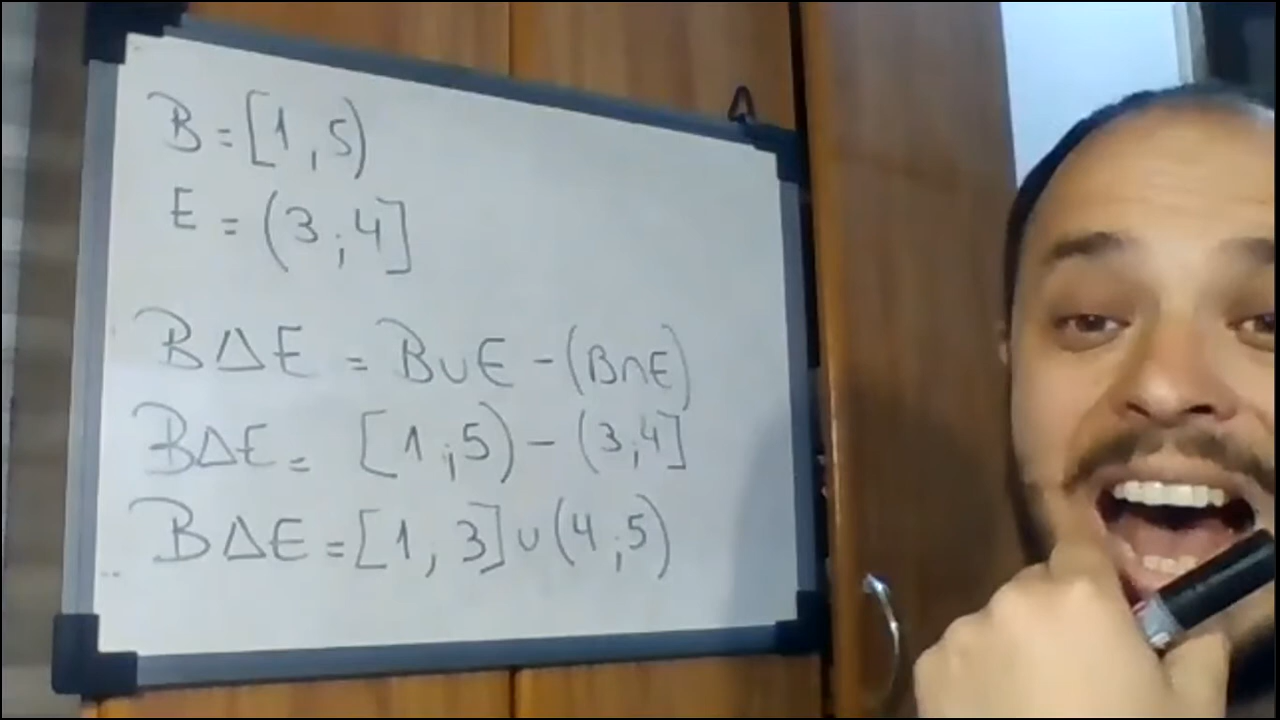 B = [1, 5)
E = (3; 4]
B Δ E = B ∪ E - (B ∩ E)
B Δ E = [1; 5) - (3; 4]
B Δ E = [1, 3] ∪ (4; 5)